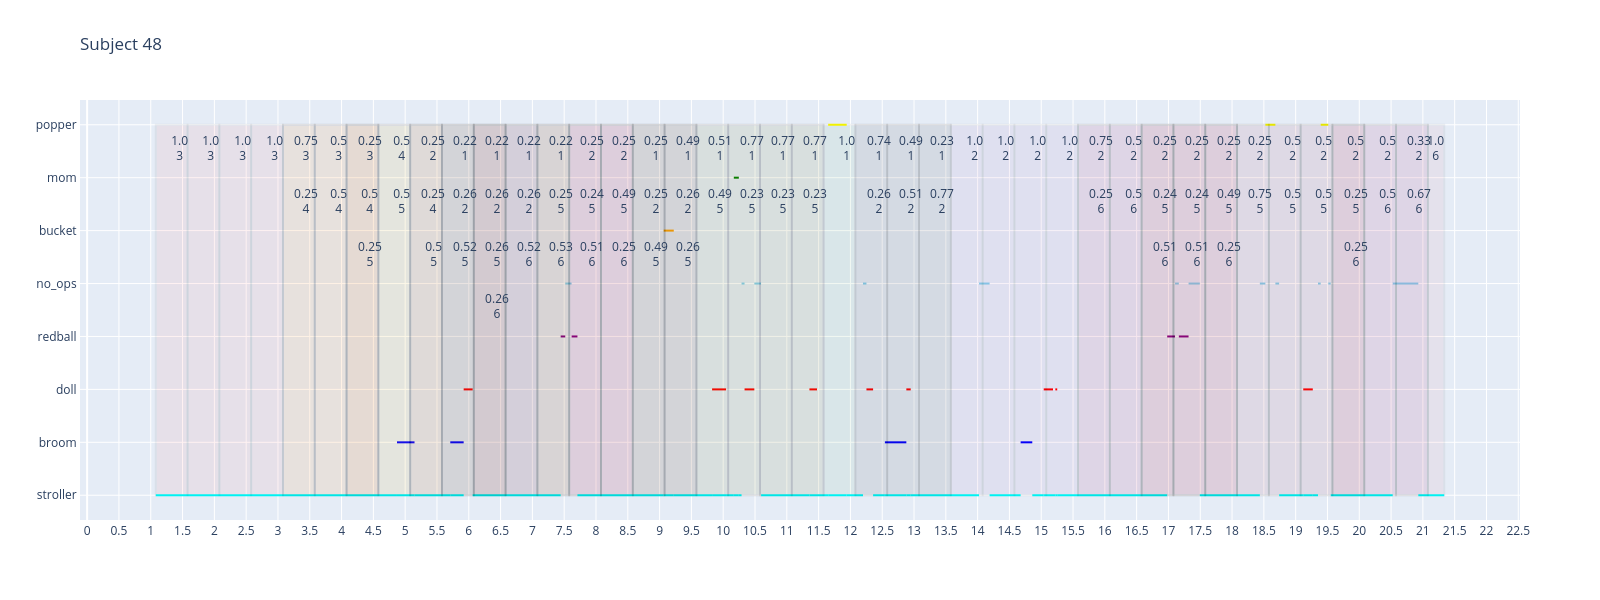 Subject 48
popper
1.0 1.0 1.0 1.0 0.75 0.5 0.25 0.5 0.25 0.22 0.22 0.22 0.22 0.25 0.25 0.25 0.49 0.51 0.77 0.77 0.77 1.0 0.74 0.49 0.23 1.0 1.0 1.0 1.0 0.75 0.5 0.25 0.25 0.25 0.25 0.5 0.5 0.5 0.5 0.33 1.0
3 3 3 3 3 3 3 4 2 1 1 1 1 2 2 1 1 1 1 1 1 1 1 1 1 2 2 2 2 2 2 2 2 2 2 2 2 2 2 2 6
mom
0.25 0.5 0.5 0.5 0.25 0.26 0.26 0.26 0.25 0.24 0.49 0.25 0.26 0.49 0.23 0.23 0.23 0.26 0.51 0.77 0.25 0.5 0.24 0.24 0.49 0.75 0.5 0.5 0.25 0.5 0.67
4 4 4 5 4 2 2 2 5 5 5 2 2 5 5 5 5 2 2 2 6 6 5 5 5 5 5 5 5 6 6
bucket
0.25 0.5 0.52 0.26 0.52 0.53 0.51 0.25 0.49 0.26 0.51 0.51 0.25 0.25
5 5 5 5 6 6 6 6 5 5 6 6 6 6
no_ops
0.26
6
redball
doll
broom
stroller
0 0.5 1 1.5 2 2.5 3 3.5 4 4.5 5 5.5 6 6.5 7 7.5 8 8.5 9 9.5 10 10.5 11 11.5 12 12.5 13 13.5 14 14.5 15 15.5 16 16.5 17 17.5 18 18.5 19 19.5 20 20.5 21 21.5 22 22.5